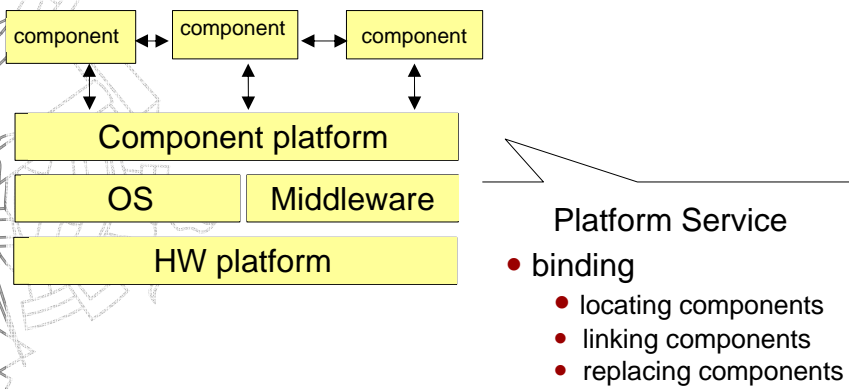 component
component
component
Component platform
OS
Middleware
HW platform
Platform Service
• binding
• locating components
• linking components
• replacing components